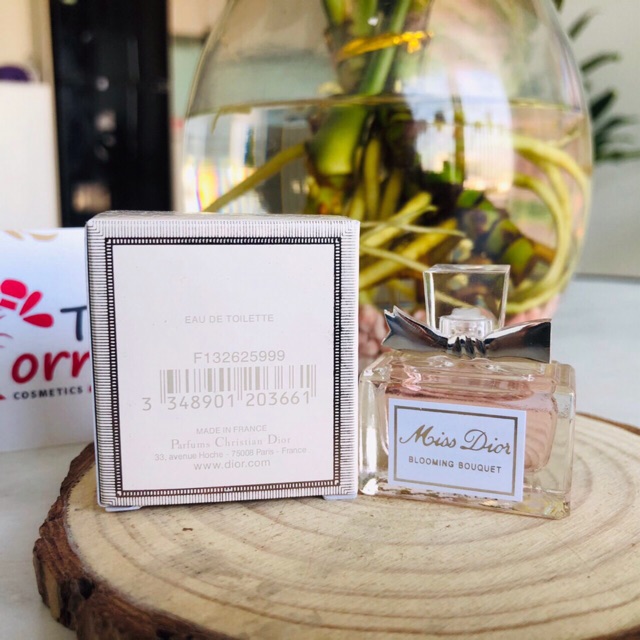 EAU DE TOILETTE
F132625999
3 348901 203661
MADE IN FRANCE
Parfums Christian Dior
33, avenue Hoche - 75008 Paris - France
www.dior.com
Miss Dior
BLOOMING BOUQUET
COSMETICS